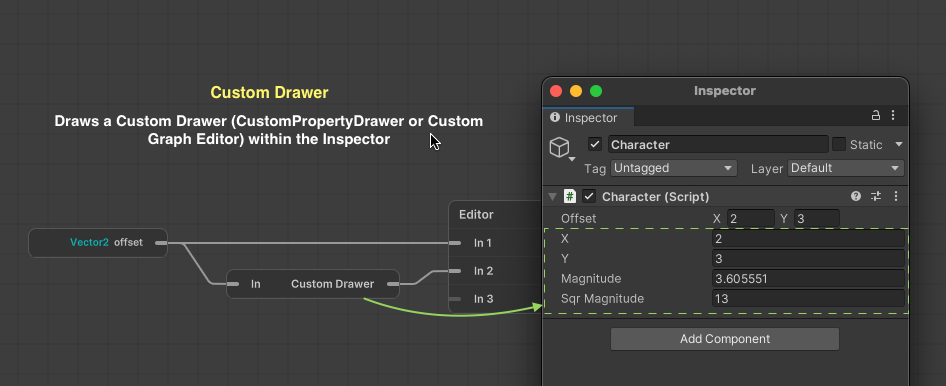 Custom Drawer
Draws a Custom Drawer (CustomPropertyDrawer or Custom
Graph Editor) within the Inspector
Vector2 offset
In Custom Drawer
Editor
In 1
In 2
In 3
Inspector
Inspector
Character Static
Tag Untagged Layer Default
# Character (Script)
Offset X 2 Y 3
X 2
Y 3
Magnitude 3.605551
Sqr Magnitude 13
Add Component